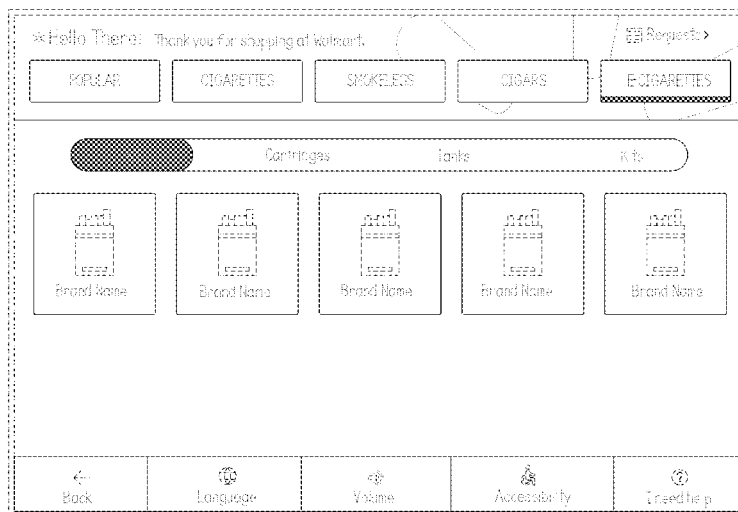 Hello There! Thank you for shopping at Walmart. Requests >
POPULAR CIGARETTES SMOKELESS CIGARS E-CIGARETTES
Cartridges Tanks Kits
Brand Name Brand Name Brand Name Brand Name Brand Name
Back Language Volume Accessibility I need help